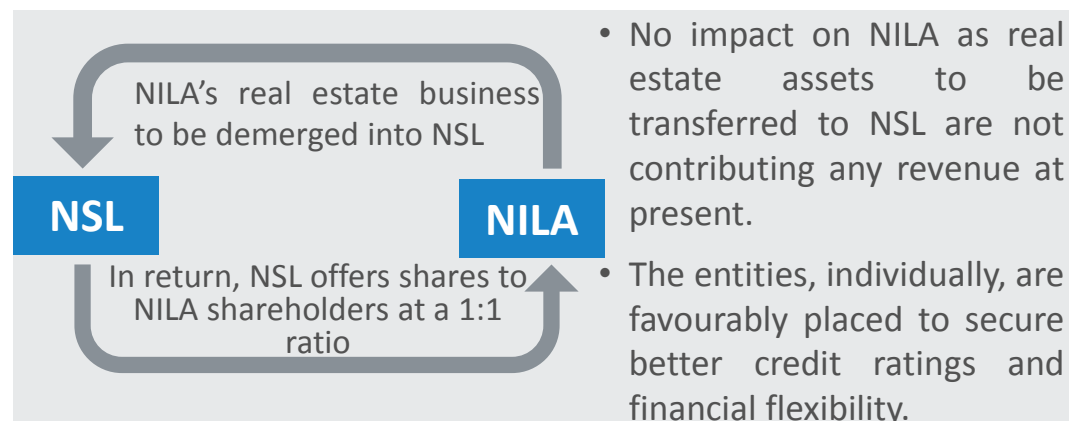 NILA's real estate business
to be demerged into NSL
NSL
NILA
In return, NSL offers shares to
NILA shareholders at a 1:1
ratio
• No impact on NILA as real
estate assets to be
transferred to NSL are not
contributing any revenue at
present.
• The entities, individually, are
favourably placed to secure
better credit ratings and
financial flexibility.